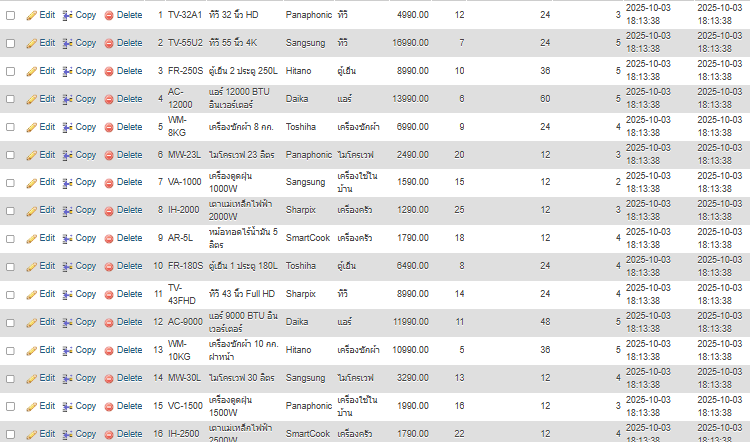 Edit Copy Delete 1 TV-32A1 ทีวี 32 นิ้ว HD Panaphonic ทีวี 4990.00 12 24 3 2025-10-03 18:13:38 2025-10-03 18:13:38
Edit Copy Delete 2 TV-55U2 ทีวี 55 นิ้ว 4K Sangsung ทีวี 16990.00 7 24 5 2025-10-03 18:13:38 2025-10-03 18:13:38
Edit Copy Delete 3 FR-250S ตู้เย็น 2 ประตู 250L Hitano ตู้เย็น 8990.00 10 36 5 2025-10-03 18:13:38 2025-10-03 18:13:38
Edit Copy Delete 4 AC-12000 แอร์ 12000 BTU อินเวอร์เตอร์ Daika แอร์ 13990.00 6 60 5 2025-10-03 18:13:38 2025-10-03 18:13:38
Edit Copy Delete 5 WM-8KG เครื่องซักผ้า 8 กก. Toshiha เครื่องซักผ้า 6990.00 9 24 4 2025-10-03 18:13:38 2025-10-03 18:13:38
Edit Copy Delete 6 MW-23L ไมโครเวฟ 23 ลิตร Panaphonic ไมโครเวฟ 2490.00 20 12 3 2025-10-03 18:13:38 2025-10-03 18:13:38
Edit Copy Delete 7 VA-1000 เครื่องดูดฝุ่น 1000W Sangsung เครื่องใช้ในบ้าน 1590.00 15 12 2 2025-10-03 18:13:38 2025-10-03 18:13:38
Edit Copy Delete 8 IH-2000 เตาแม่เหล็กไฟฟ้า 2000W Sharpix เครื่องครัว 1290.00 25 12 3 2025-10-03 18:13:38 2025-10-03 18:13:38
Edit Copy Delete 9 AR-5L หม้อทอดไร้น้ำมัน 5 ลิตร SmartCook เครื่องครัว 1790.00 18 12 4 2025-10-03 18:13:38 2025-10-03 18:13:38
Edit Copy Delete 10 FR-180S ตู้เย็น 1 ประตู 180L Toshiha ตู้เย็น 6490.00 8 24 4 2025-10-03 18:13:38 2025-10-03 18:13:38
Edit Copy Delete 11 TV-43FHD ทีวี 43 นิ้ว Full HD Sharpix ทีวี 8990.00 14 24 4 2025-10-03 18:13:38 2025-10-03 18:13:38
Edit Copy Delete 12 AC-9000 แอร์ 9000 BTU อินเวอร์เตอร์ Daika แอร์ 11990.00 11 48 5 2025-10-03 18:13:38 2025-10-03 18:13:38
Edit Copy Delete 13 WM-10KG เครื่องซักผ้า 10 กก. ฝาหน้า Hitano เครื่องซักผ้า 10990.00 5 36 5 2025-10-03 18:13:38 2025-10-03 18:13:38
Edit Copy Delete 14 MW-30L ไมโครเวฟ 30 ลิตร Sangsung ไมโครเวฟ 3290.00 13 12 4 2025-10-03 18:13:38 2025-10-03 18:13:38
Edit Copy Delete 15 VC-1500 เครื่องดูดฝุ่น 1500W Panaphonic เครื่องใช้ในบ้าน 1990.00 16 12 3 2025-10-03 18:13:38 2025-10-03 18:13:38
Edit Copy Delete 16 IH-2500 เตาแม่เหล็กไฟฟ้า 2500W SmartCook เครื่องครัว 1790.00 22 12 4 2025-10-03 18:13:38 2025-10-03 18:13:38